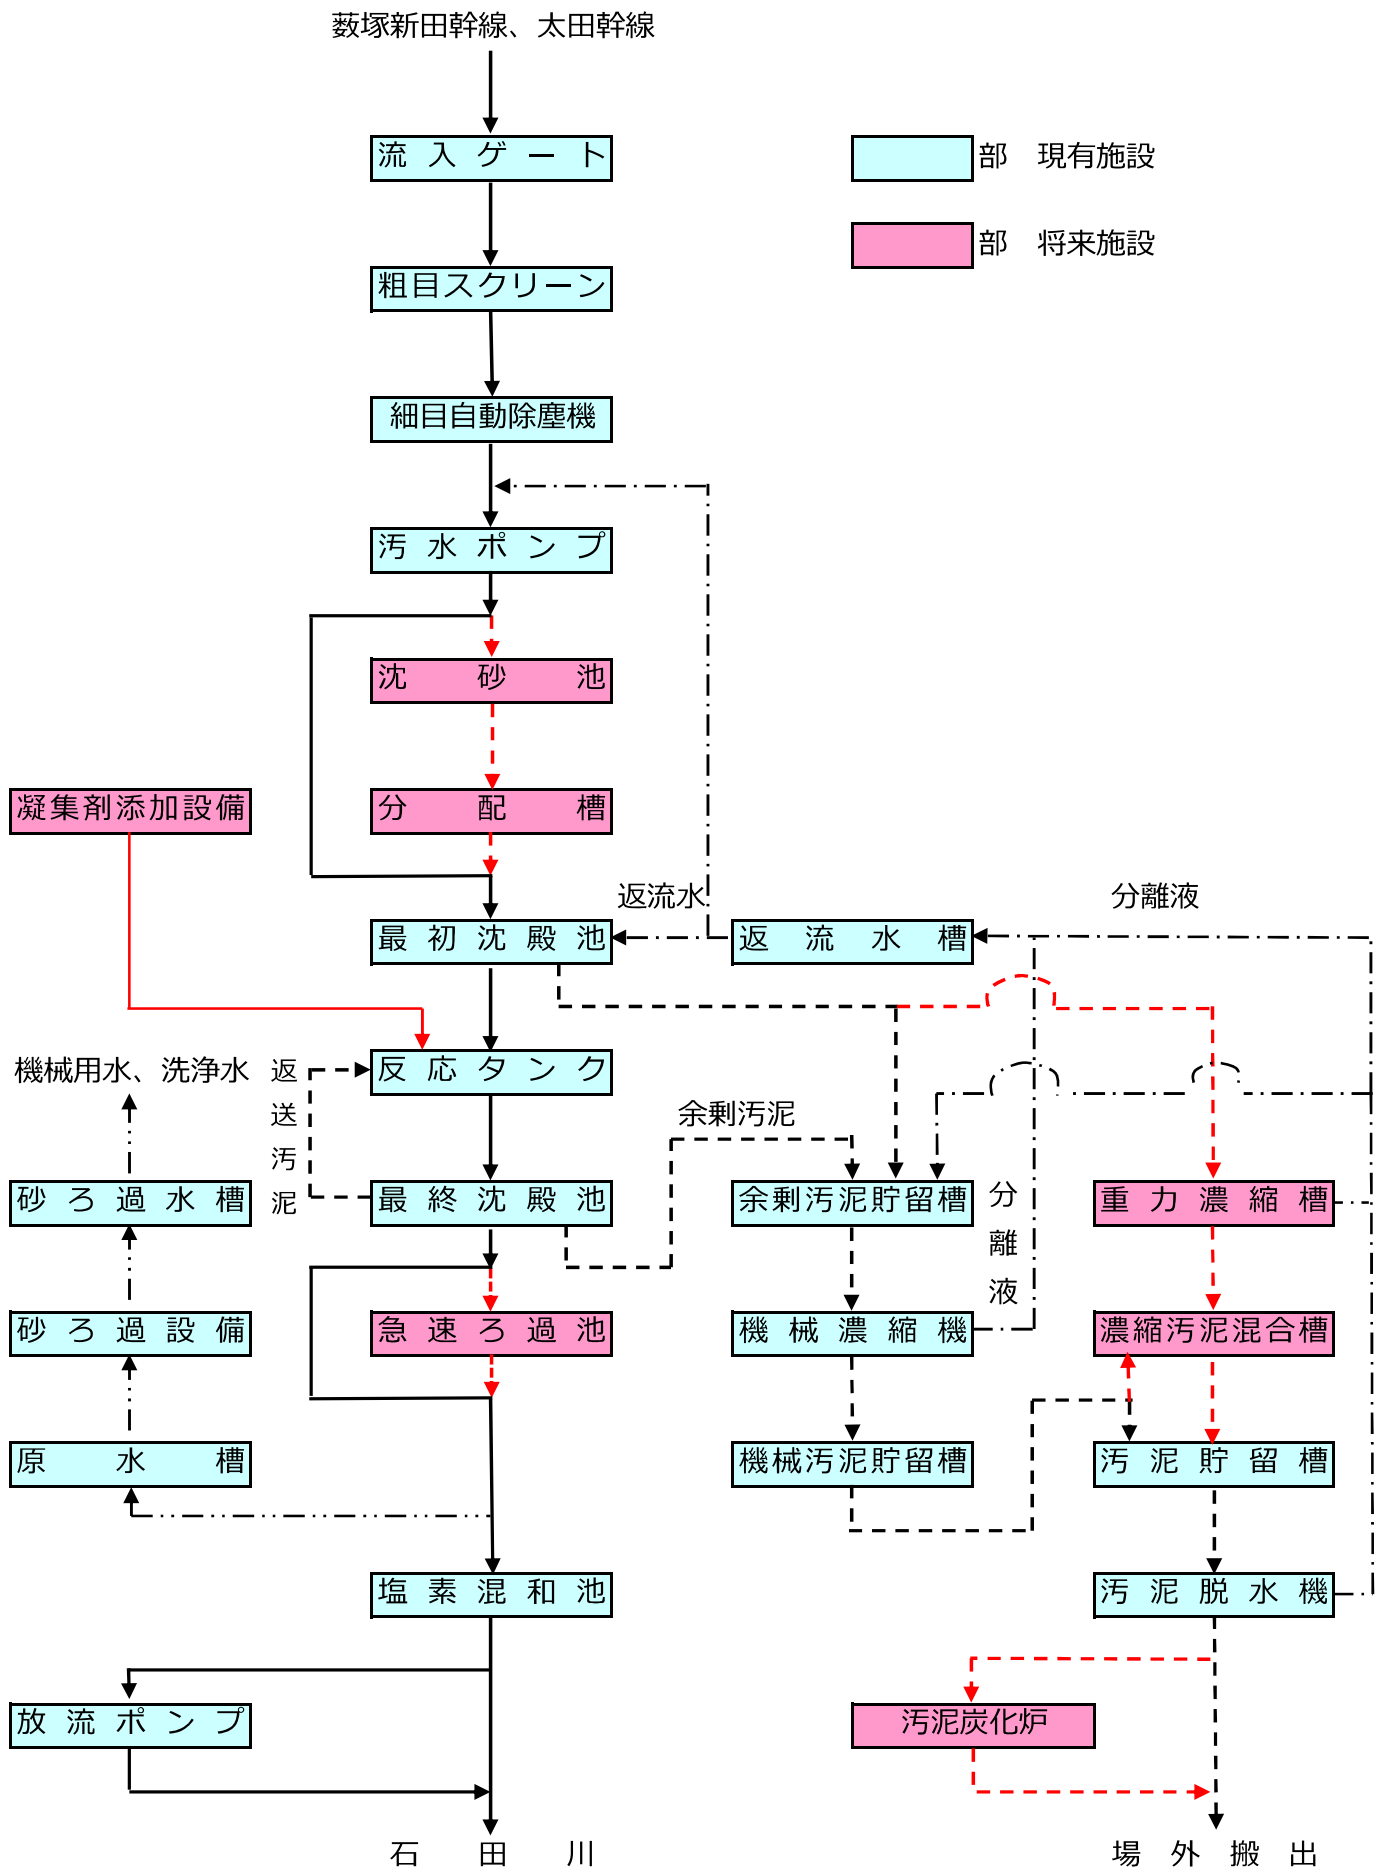 薮塚新田幹線、太田幹線
流入ゲート
部　現有施設
部　将来施設
粗目スクリーン
細目自動除塵機
汚水ポンプ
沈砂池
凝集剤添加設備
分配槽
返流水
分離液
最初沈殿池
返流水槽
機械用水、洗浄水
返送汚泥
反応タンク
余剰汚泥
砂ろ過水槽
最終沈殿池
余剰汚泥貯留槽
分離液
重力濃縮槽
砂ろ過設備
急速ろ過池
機械濃縮機
濃縮汚泥混合槽
原水槽
機械汚泥貯留槽
汚泥貯留槽
塩素混和池
汚泥脱水機
放流ポンプ
汚泥炭化炉
石田川
場外搬出